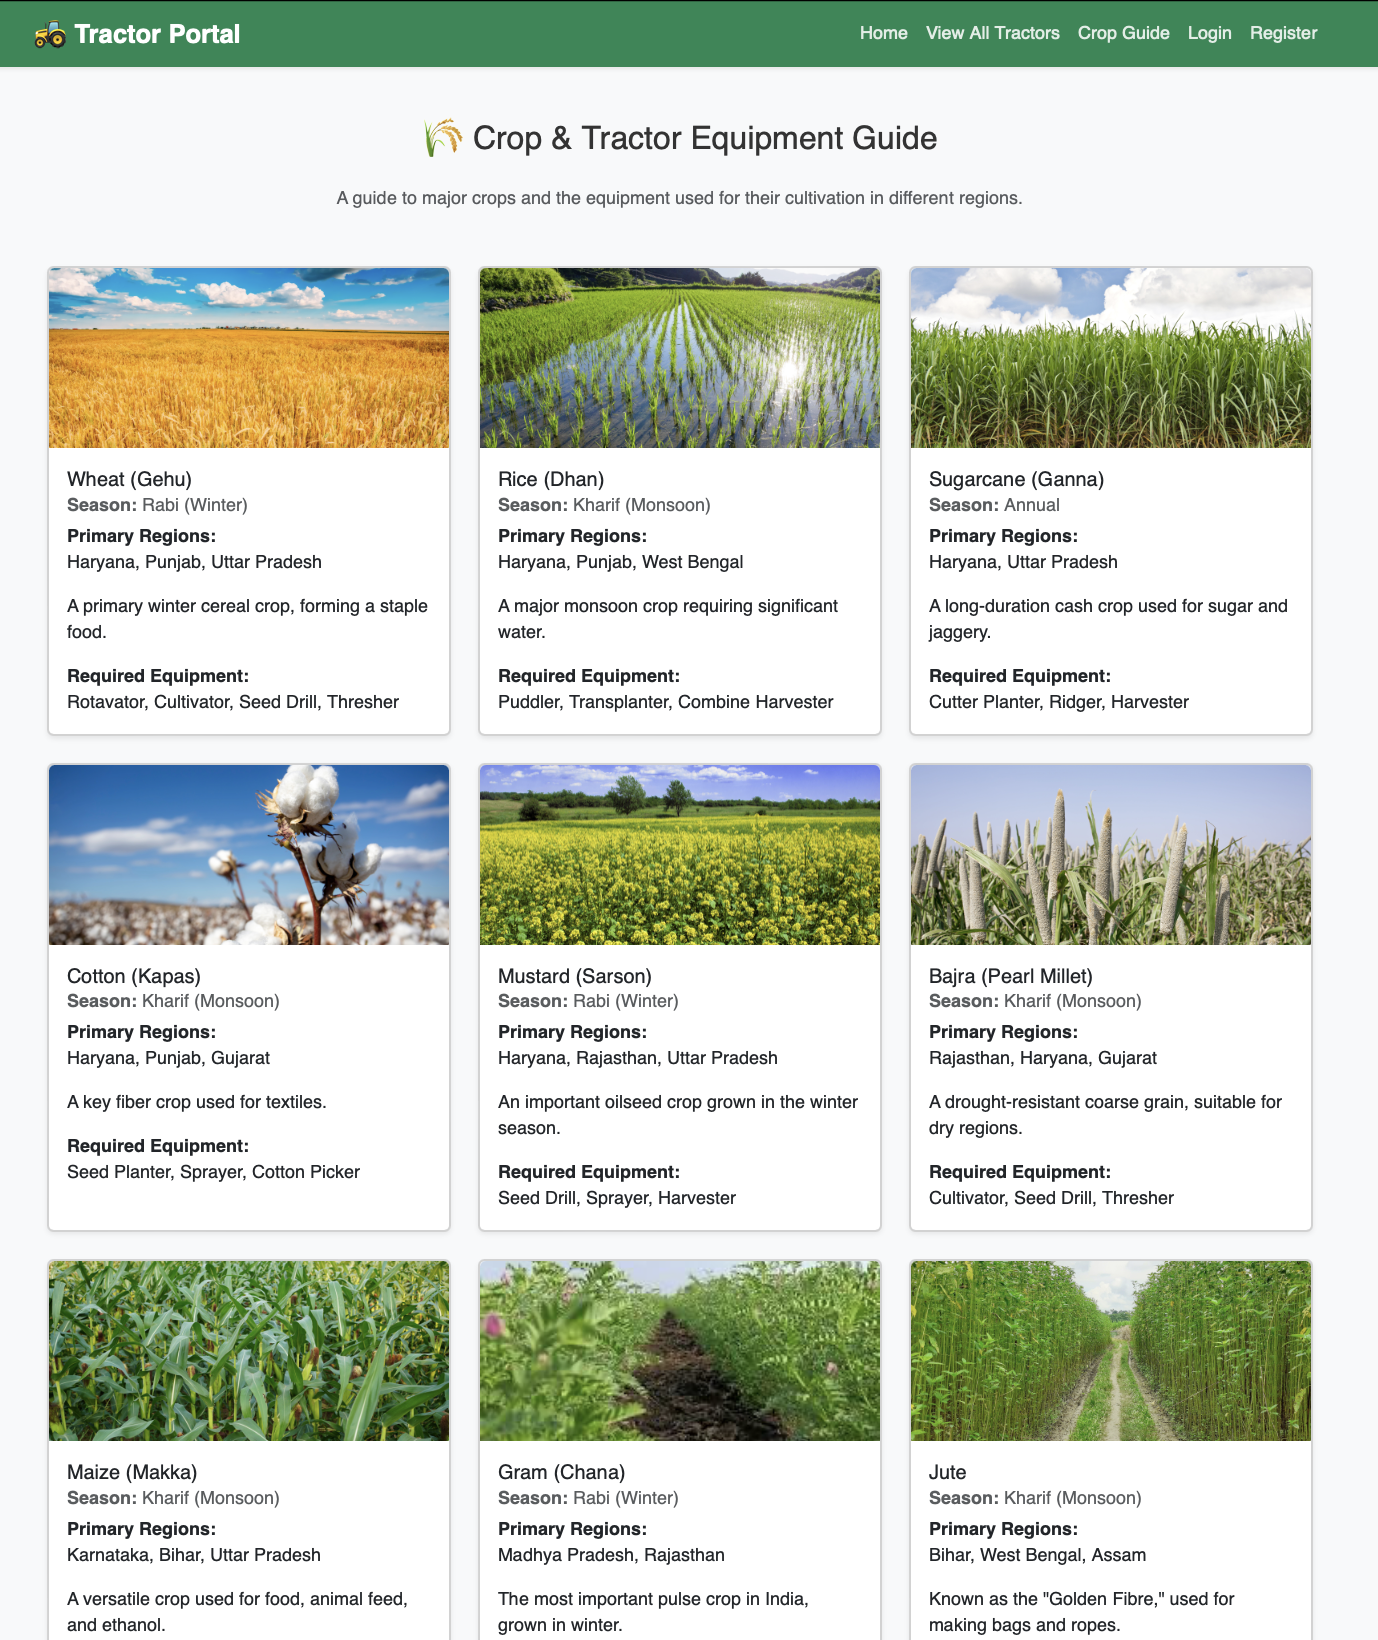 Tractor Portal
Home View All Tractors Crop Guide Login Register
Crop & Tractor Equipment Guide
A guide to major crops and the equipment used for their cultivation in different regions.
Wheat (Gehu)
Season: Rabi (Winter)
Primary Regions:
Haryana, Punjab, Uttar Pradesh
A primary winter cereal crop, forming a staple
food.
Required Equipment:
Rotavator, Cultivator, Seed Drill, Thresher
Rice (Dhan)
Season: Kharif (Monsoon)
Primary Regions:
Haryana, Punjab, West Bengal
A major monsoon crop requiring significant
water.
Required Equipment:
Puddler, Transplanter, Combine Harvester
Sugarcane (Ganna)
Season: Annual
Primary Regions:
Haryana, Uttar Pradesh
A long-duration cash crop used for sugar and
jaggery.
Required Equipment:
Cutter Planter, Ridger, Harvester
Cotton (Kapas)
Season: Kharif (Monsoon)
Primary Regions:
Haryana, Punjab, Gujarat
A key fiber crop used for textiles.
Required Equipment:
Seed Planter, Sprayer, Cotton Picker
Mustard (Sarson)
Season: Rabi (Winter)
Primary Regions:
Haryana, Rajasthan, Uttar Pradesh
An important oilseed crop grown in the winter
season.
Required Equipment:
Seed Drill, Sprayer, Harvester
Bajra (Pearl Millet)
Season: Kharif (Monsoon)
Primary Regions:
Rajasthan, Haryana, Gujarat
A drought-resistant coarse grain, suitable for
dry regions.
Required Equipment:
Cultivator, Seed Drill, Thresher
Maize (Makka)
Season: Kharif (Monsoon)
Primary Regions:
Karnataka, Bihar, Uttar Pradesh
A versatile crop used for food, animal feed,
and ethanol.
Gram (Chana)
Season: Rabi (Winter)
Primary Regions:
Madhya Pradesh, Rajasthan
The most important pulse crop in India,
grown in winter.
Jute
Season: Kharif (Monsoon)
Primary Regions:
Bihar, West Bengal, Assam
Known as the "Golden Fibre," used for
making bags and ropes.